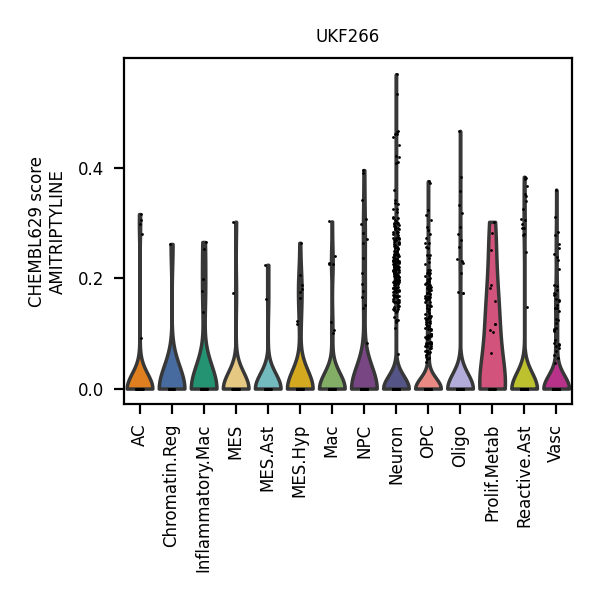 UKF266
CHEMBL629 score
AMITRIPTYLINE
0.4
0.2
0.0
AC
Chromatin.Reg
Inflammatory.Mac
MES
MES.Ast
MES.Hyp
Mac
NPC
Neuron
OPC
Oligo
Prolif.Metab
Reactive.Ast
Vasc